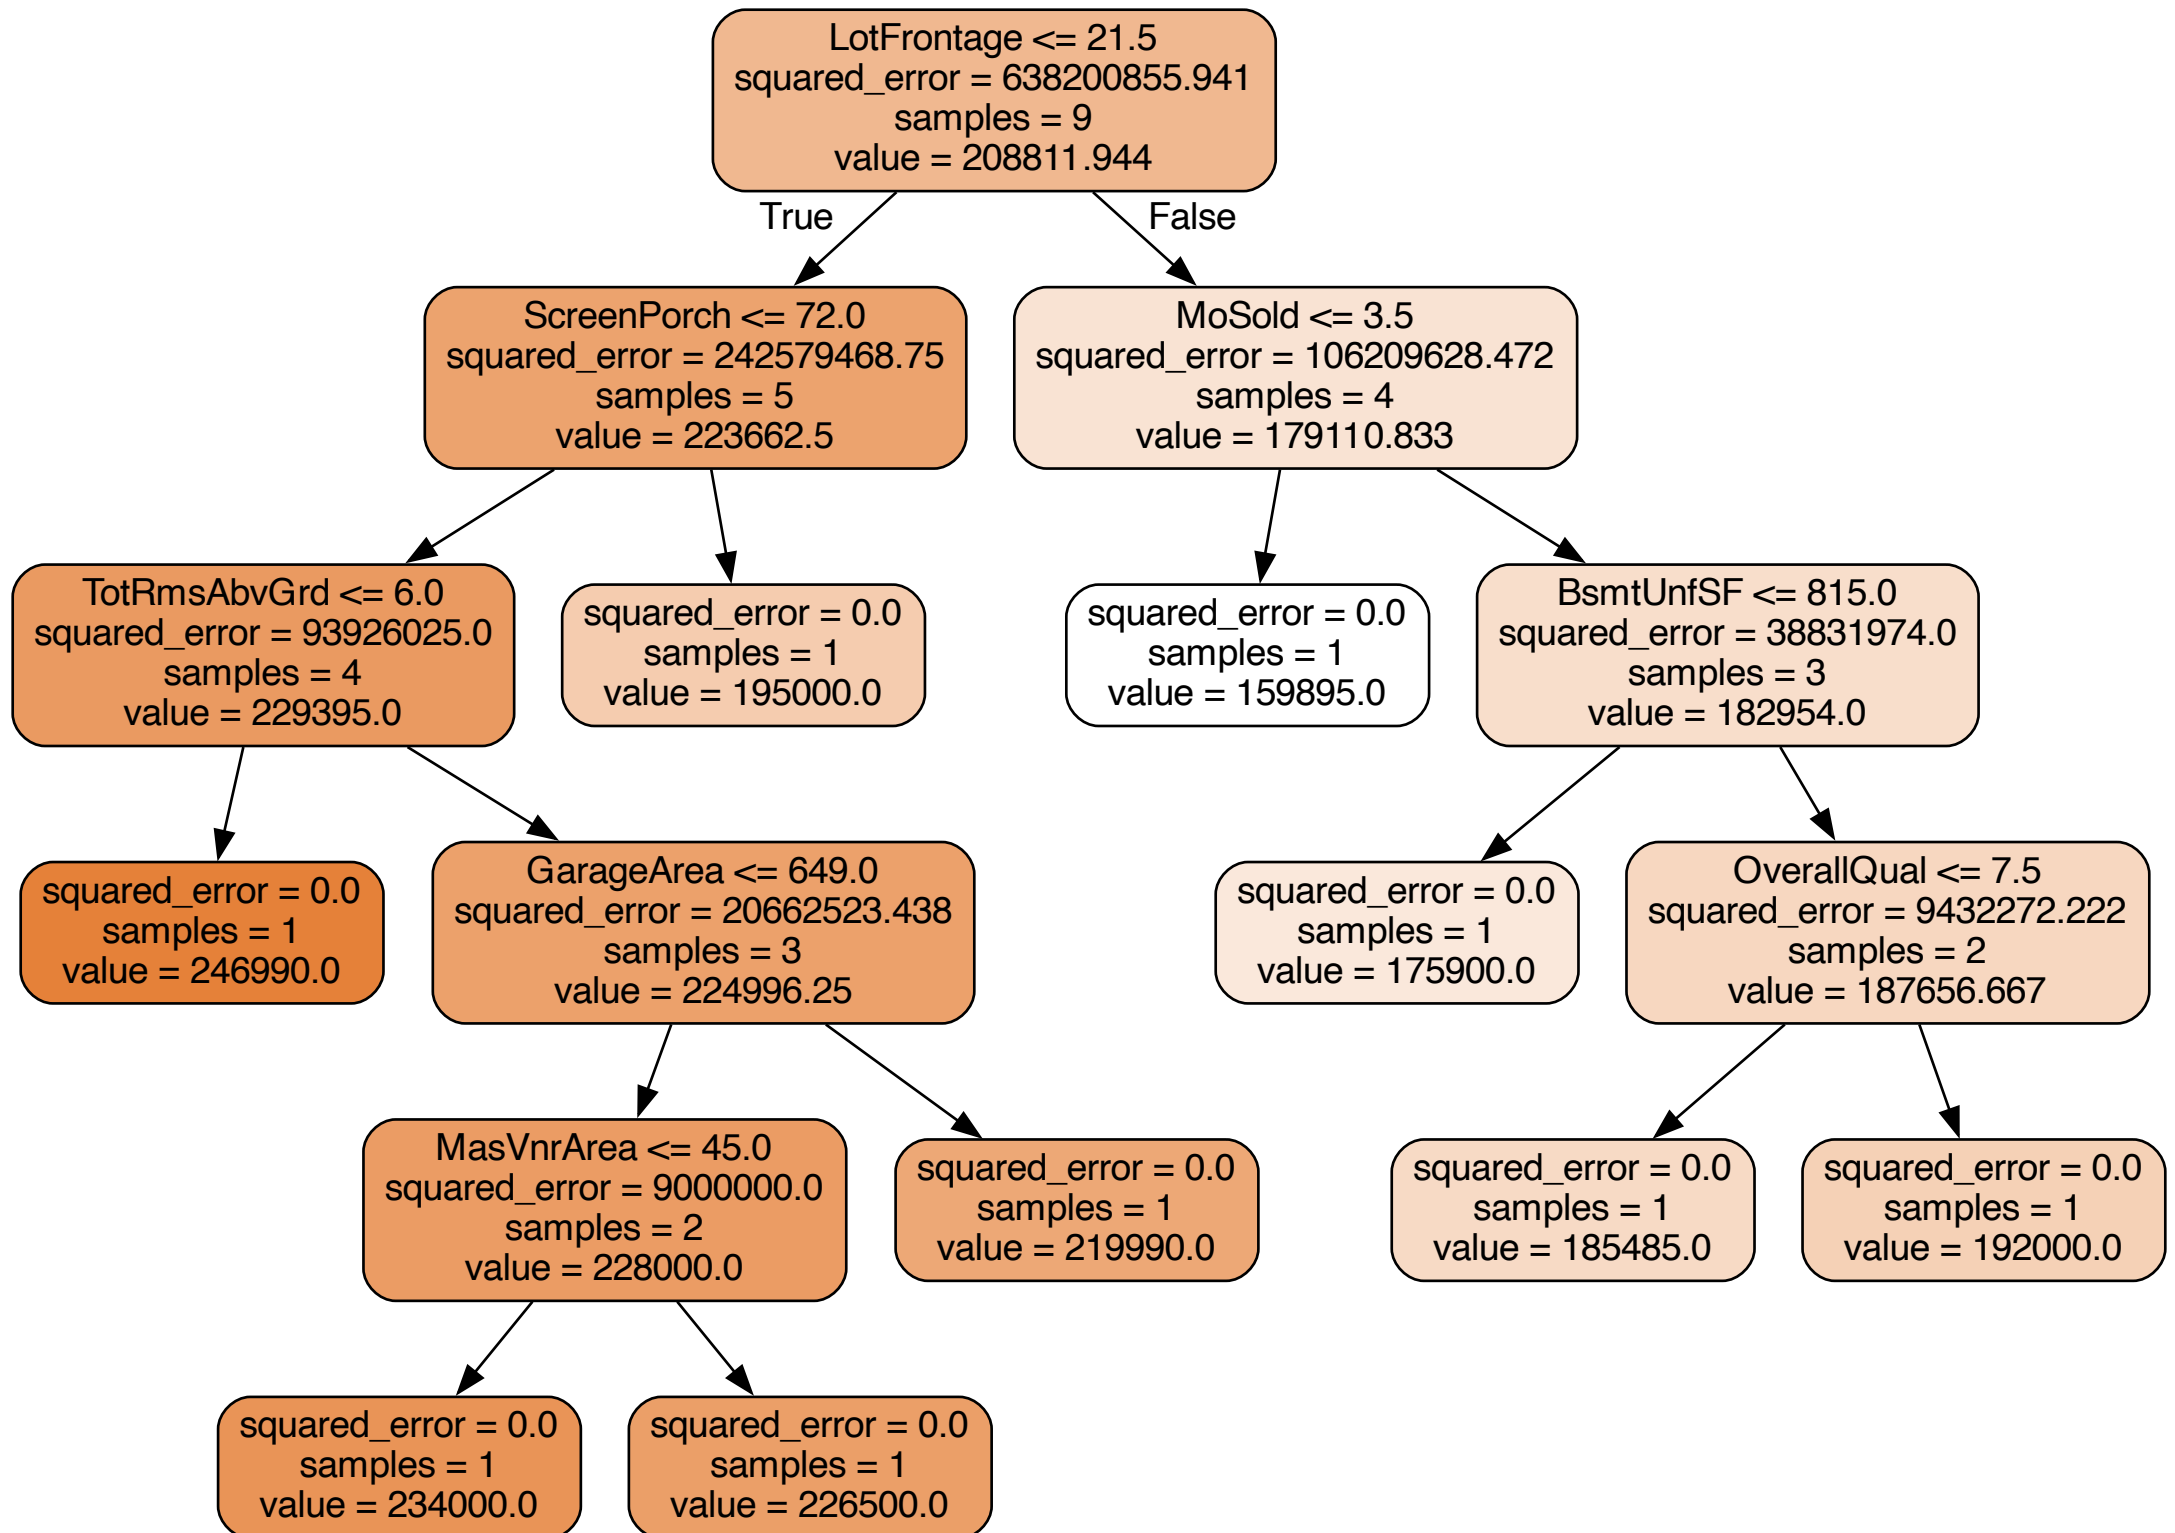 LotFrontage <= 21.5
squared_error = 638200855.941
samples = 9
value = 208811.944
True
False
ScreenPorch <= 72.0
squared_error = 242579468.75
samples = 5
value = 223662.5
MoSold <= 3.5
squared_error = 106209628.472
samples = 4
value = 179110.833
TotRmsAbvGrd <= 6.0
squared_error = 93926025.0
samples = 4
value = 229395.0
squared_error = 0.0
samples = 1
value = 195000.0
squared_error = 0.0
samples = 1
value = 159895.0
BsmtUnfSF <= 815.0
squared_error = 38831974.0
samples = 3
value = 182954.0
squared_error = 0.0
samples = 1
value = 246990.0
GarageArea <= 649.0
squared_error = 20662523.438
samples = 3
value = 224996.25
squared_error = 0.0
samples = 1
value = 175900.0
OverallQual <= 7.5
squared_error = 9432272.222
samples = 2
value = 187656.667
MasVnrArea <= 45.0
squared_error = 9000000.0
samples = 2
value = 228000.0
squared_error = 0.0
samples = 1
value = 219990.0
squared_error = 0.0
samples = 1
value = 185485.0
squared_error = 0.0
samples = 1
value = 192000.0
squared_error = 0.0
samples = 1
value = 234000.0
squared_error = 0.0
samples = 1
value = 226500.0